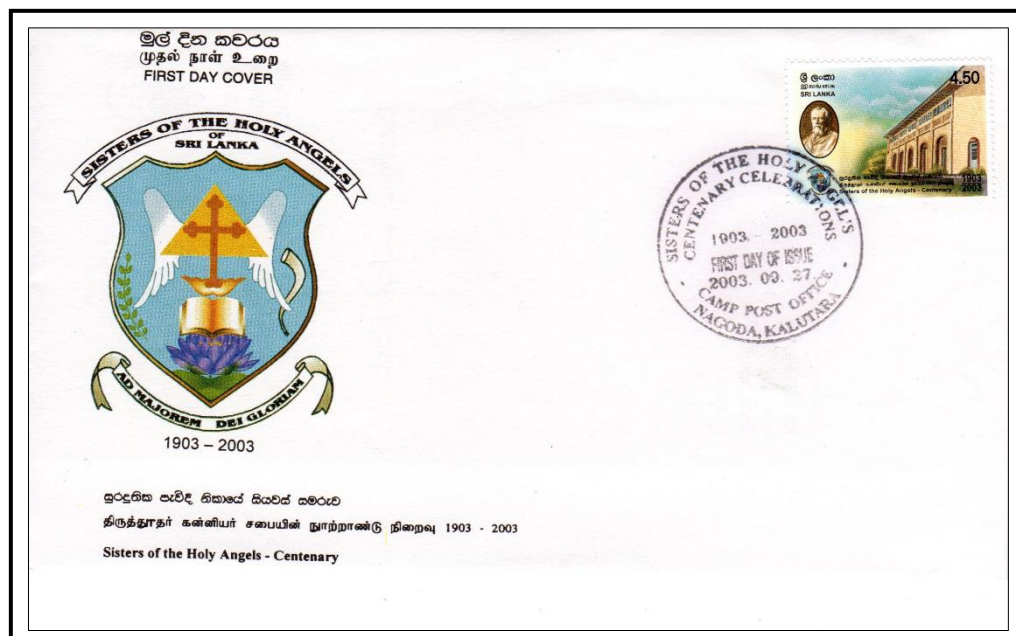 මුල් දින කවරය
முதல் நாள் உறை
FIRST DAY COVER
SISTERS OF THE HOLY ANGELS
OF
SRI LANKA
AD MAJOREM DEI GLORIAM
1903 – 2003
සුරදූතික පැවිදි නිකායේ සියවස් සමරුව
திருத்தூதர் கன்னியர் சபையின் நூற்றாண்டு நிறைவு 1903 - 2003
Sisters of the Holy Angels - Centenary
ශ්‍රී ලංකා
இலங்கை
SRI LANKA
4.50
1903
2003
Sisters of the Holy Angels - Centenary
SISTERS OF THE HOLY ANGEL'S
CENTENARY CELEBRATIONS
1903 - 2003
FIRST DAY OF ISSUE
2003. 09. 27
CAMP POST OFFICE
NAGODA, KALUTARA